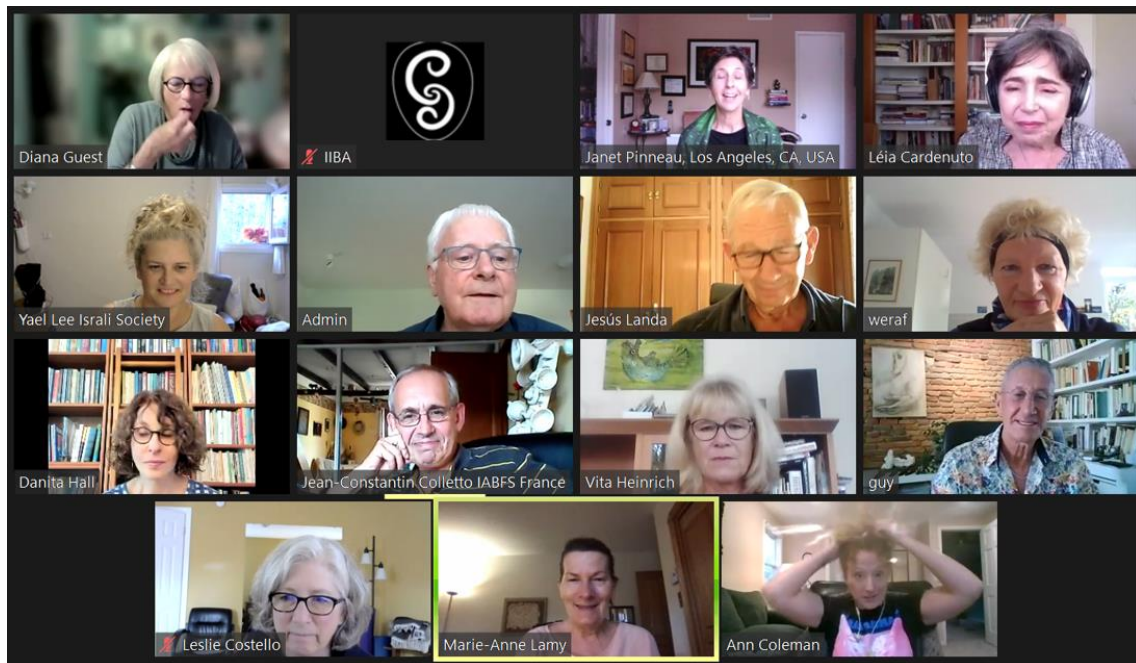 Diana Guest
IIBA
Janet Pinneau, Los Angeles, CA, USA
Léia Cardenuto
Yael Lee Israli Society
Admin
Jesús Landa
weraf
Danita Hall
Jean-Constantin Colletto IABFS France
Vita Heinrich
guy
Leslie Costello
Marie-Anne Lamy
Ann Coleman